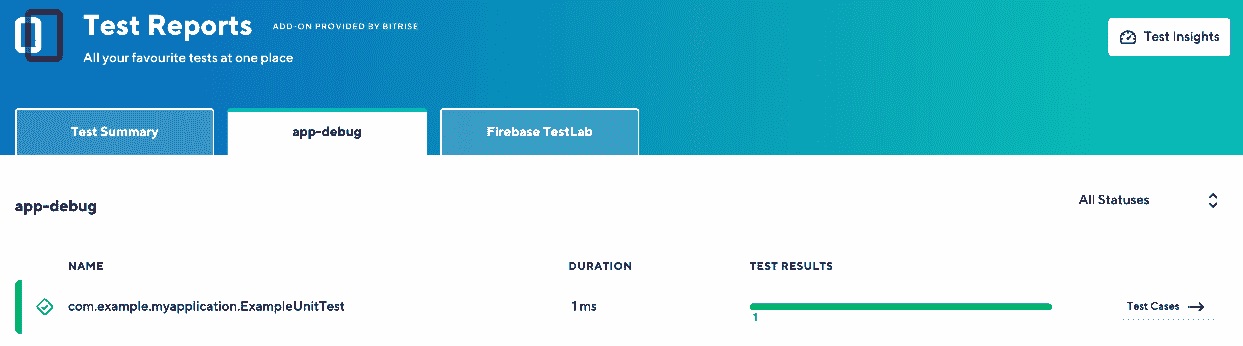 Test Reports ADD-ON PROVIDED BY BITRISE
Test Insights
All your favourite tests at one place
Test Summary app-debug Firebase TestLab
app-debug All Statuses
NAME DURATION TEST RESULTS
com.example.myapplication.ExampleUnitTest 1 ms Test Cases
1